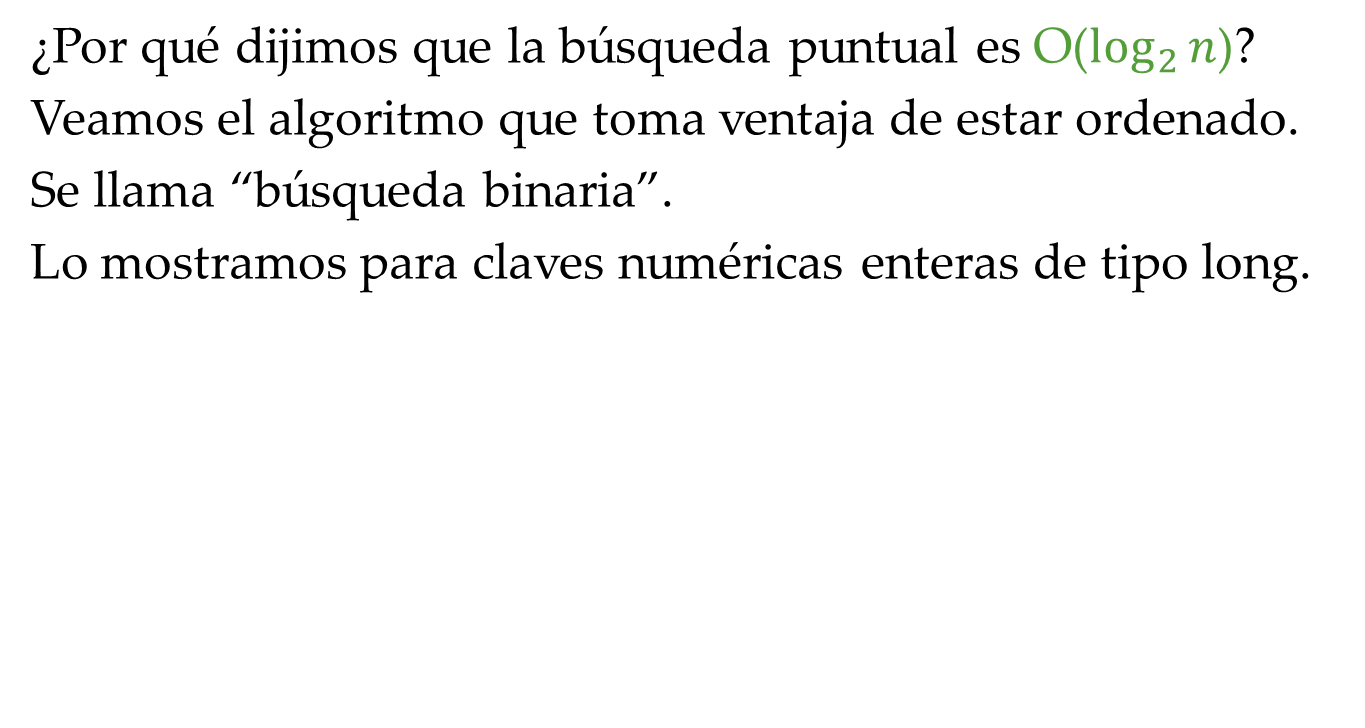 ¿Por qué dijimos que la búsqueda puntual es O(log₂ n)?
Veamos el algoritmo que toma ventaja de estar ordenado.
Se llama “búsqueda binaria”.
Lo mostramos para claves numéricas enteras de tipo long.